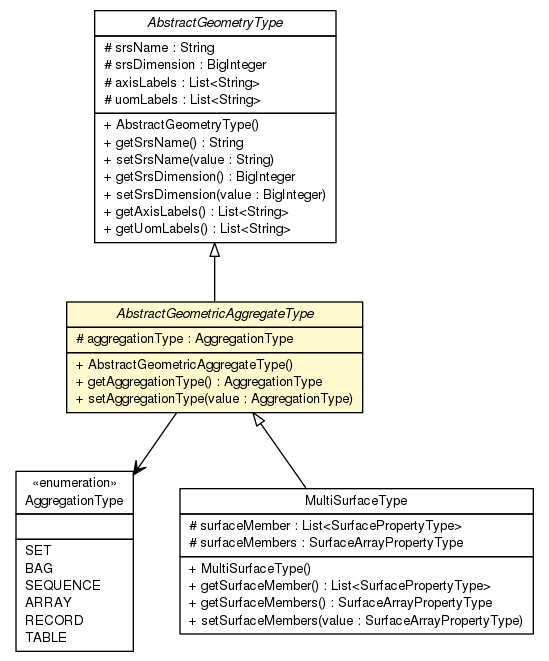 AbstractGeometryType
# srsName : String
# srsDimension : BigInteger
# axisLabels : List<String>
# uomLabels : List<String>
+ AbstractGeometryType()
+ getSrsName() : String
+ setSrsName(value : String)
+ getSrsDimension() : BigInteger
+ setSrsDimension(value : BigInteger)
+ getAxisLabels() : List<String>
+ getUomLabels() : List<String>
AbstractGeometricAggregateType
# aggregationType : AggregationType
+ AbstractGeometricAggregateType()
+ getAggregationType() : AggregationType
+ setAggregationType(value : AggregationType)
«enumeration»
AggregationType
SET
BAG
SEQUENCE
ARRAY
RECORD
TABLE
MultiSurfaceType
# surfaceMember : List<SurfacePropertyType>
# surfaceMembers : SurfaceArrayPropertyType
+ MultiSurfaceType()
+ getSurfaceMember() : List<SurfacePropertyType>
+ getSurfaceMembers() : SurfaceArrayPropertyType
+ setSurfaceMembers(value : SurfaceArrayPropertyType)